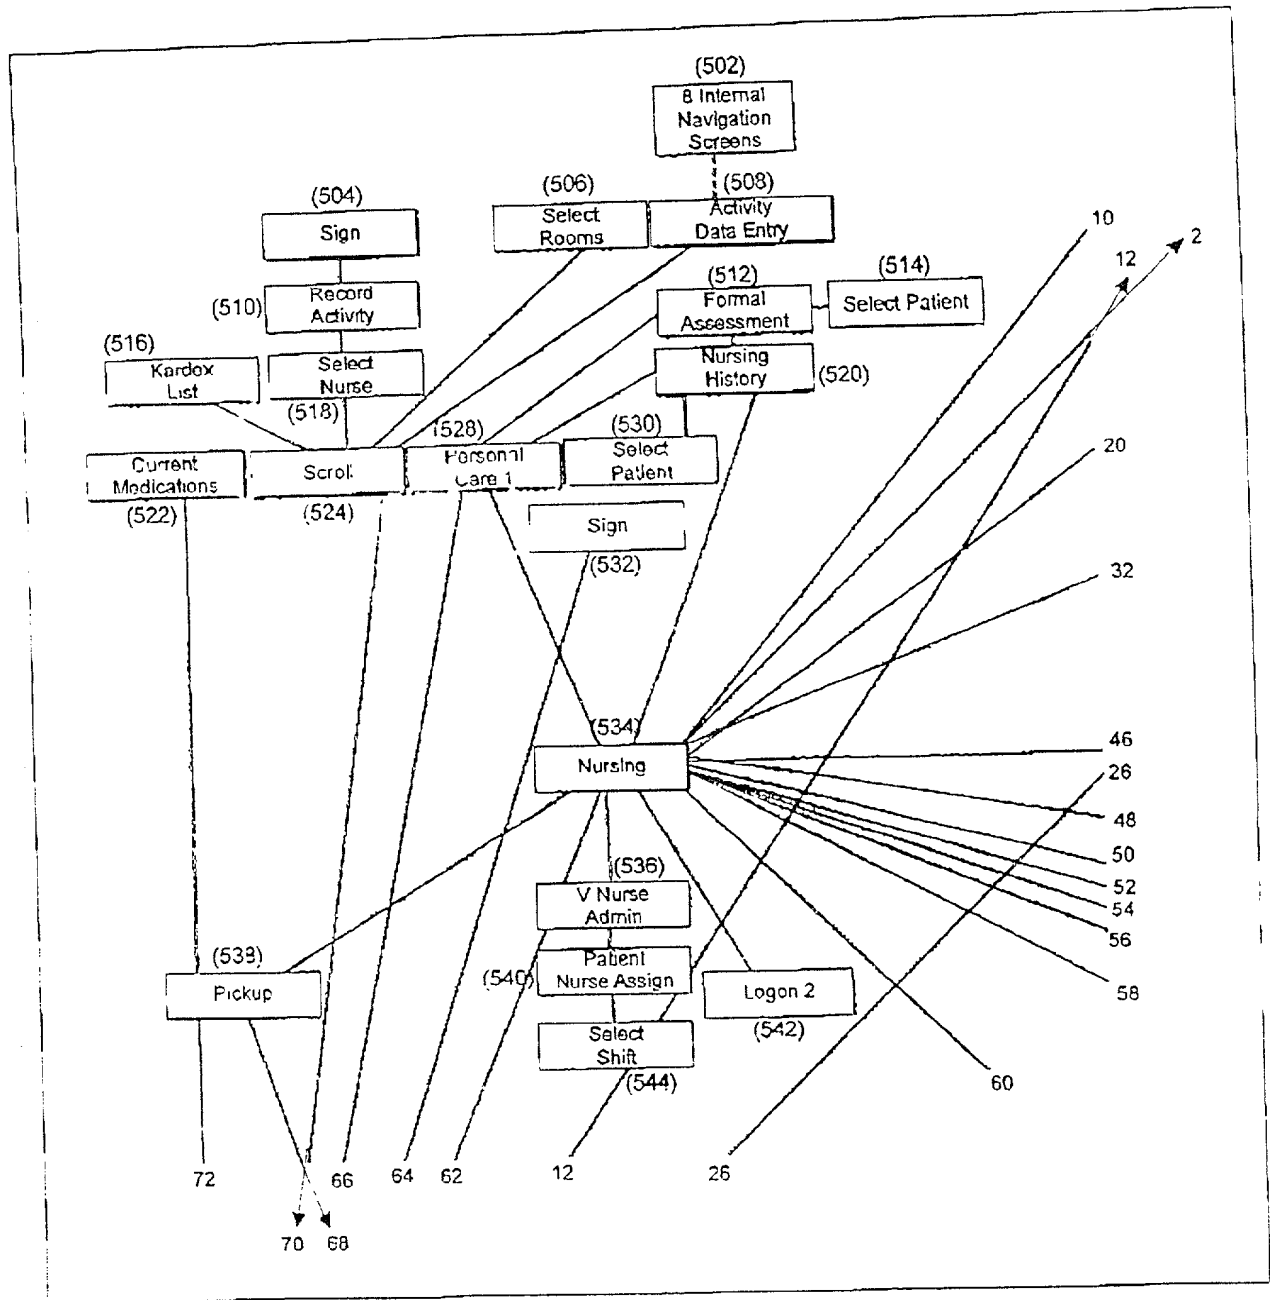 (502)
8 Internal
Navigation
Screens
(504)
Sign
(506)
Select
Rooms
(508)
Activity
Data Entry
10
2
12
(510)
Record
Activity
(512)
Formal
Assessment
(514)
Select Patient
(516)
Kardex
List
Select
Nurse
(518)
Nursing
History
(520)
(528)
Personal
Care 1
(530)
Select
Patient
20
Current
Medications
(522)
Scroll
(524)
Sign
(532)
32
(534)
Nursing
46
26
48
50
52
54
56
58
(536)
V Nurse
Admin
(538)
Pickup
(540)
Patient
Nurse Assign
Logon 2
(542)
Select
Shift
(544)
60
72
66
64
62
12
26
70
68